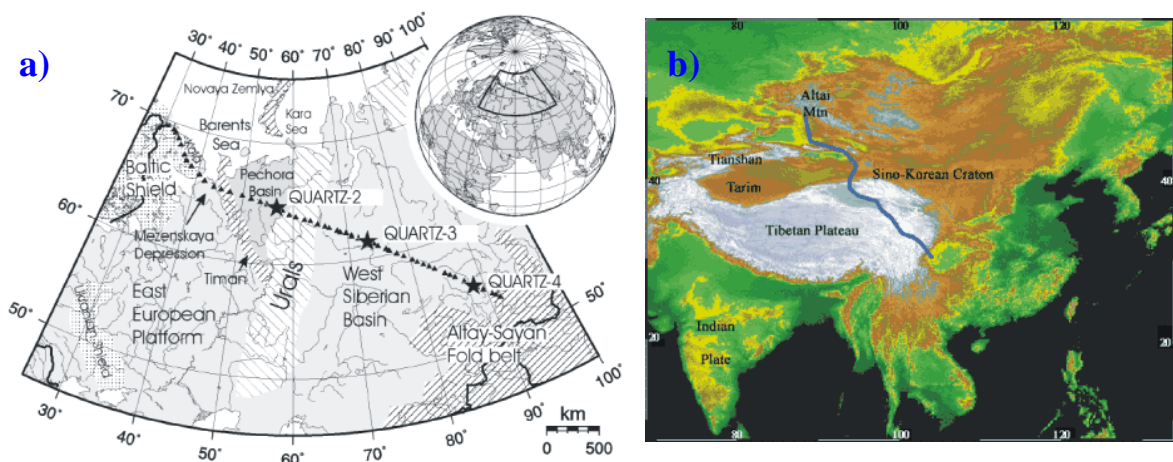 a)
30° 40° 50° 60° 70° 80° 90° 100°
Novaya Zemlya
Kara
Sea
70°
Barents
Sea
Kola
Baltic
Shield
Pechora
Basin
QUARTZ-2
60°
QUARTZ-3
Mezenskaya
Depression
Timan
Urals
West
Siberian
Basin
QUARTZ-4
50°
Ukrainian Shield
East
European
Platform
50°
Altay-Sayan
Fold belt
100°
30°
40°
50°
60°
70°
80°
90°
km
0 500
b)
100
Altai
Mtn
Tianshan
Sino-Korean Craton
40
Tarim
40
Tibetan Plateau
Indian
Plate
20
20
80
100
120